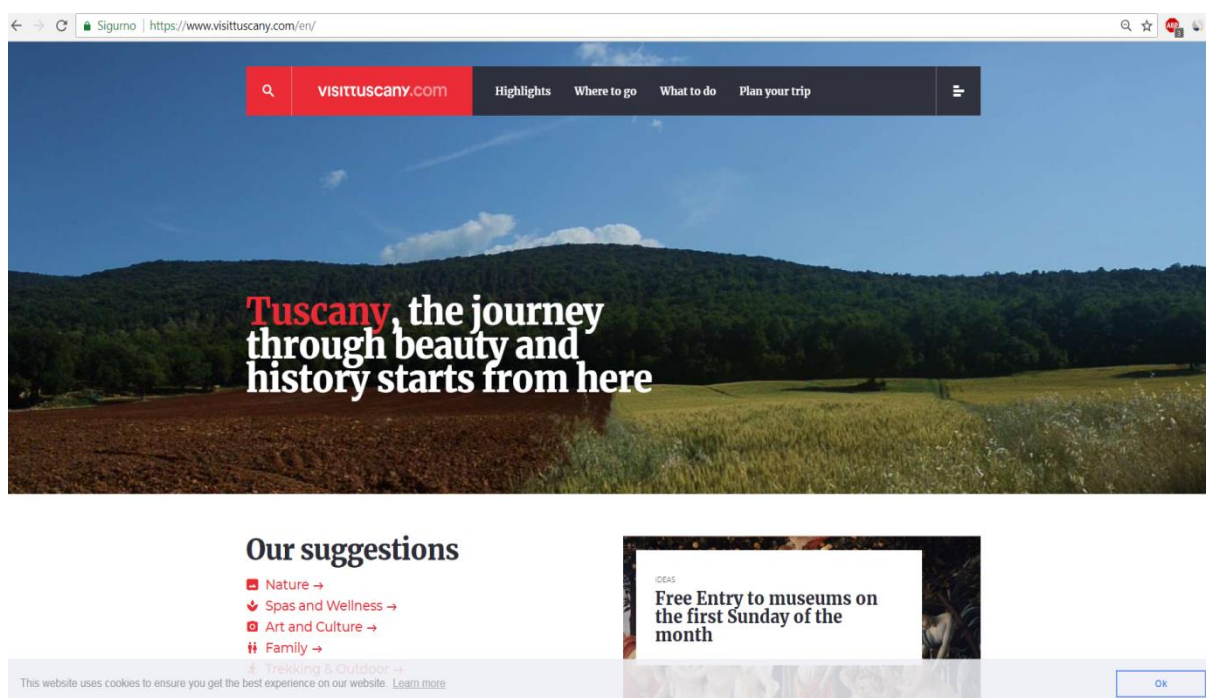 Sigurno | https://www.visittuscany.com/en/
ABP
3
visittuscany.com Highlights Where to go What to do Plan your trip
Tuscany, the journey
through beauty and
history starts from here
Our suggestions
Nature →
Spas and Wellness →
Art and Culture →
Family →
Trekking & Outdoor →
IDEAS
Free Entry to museums on
the first Sunday of the
month
This website uses cookies to ensure you get the best experience on our website. Learn more
Ok